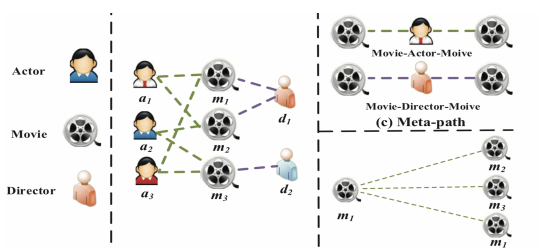 Actor
Movie
Director
a1
a2
a3
m1
m2
m3
d1
d2
Movie-Actor-Moive
Movie-Director-Moive
(c) Meta-path
m1
m2
m3
m1